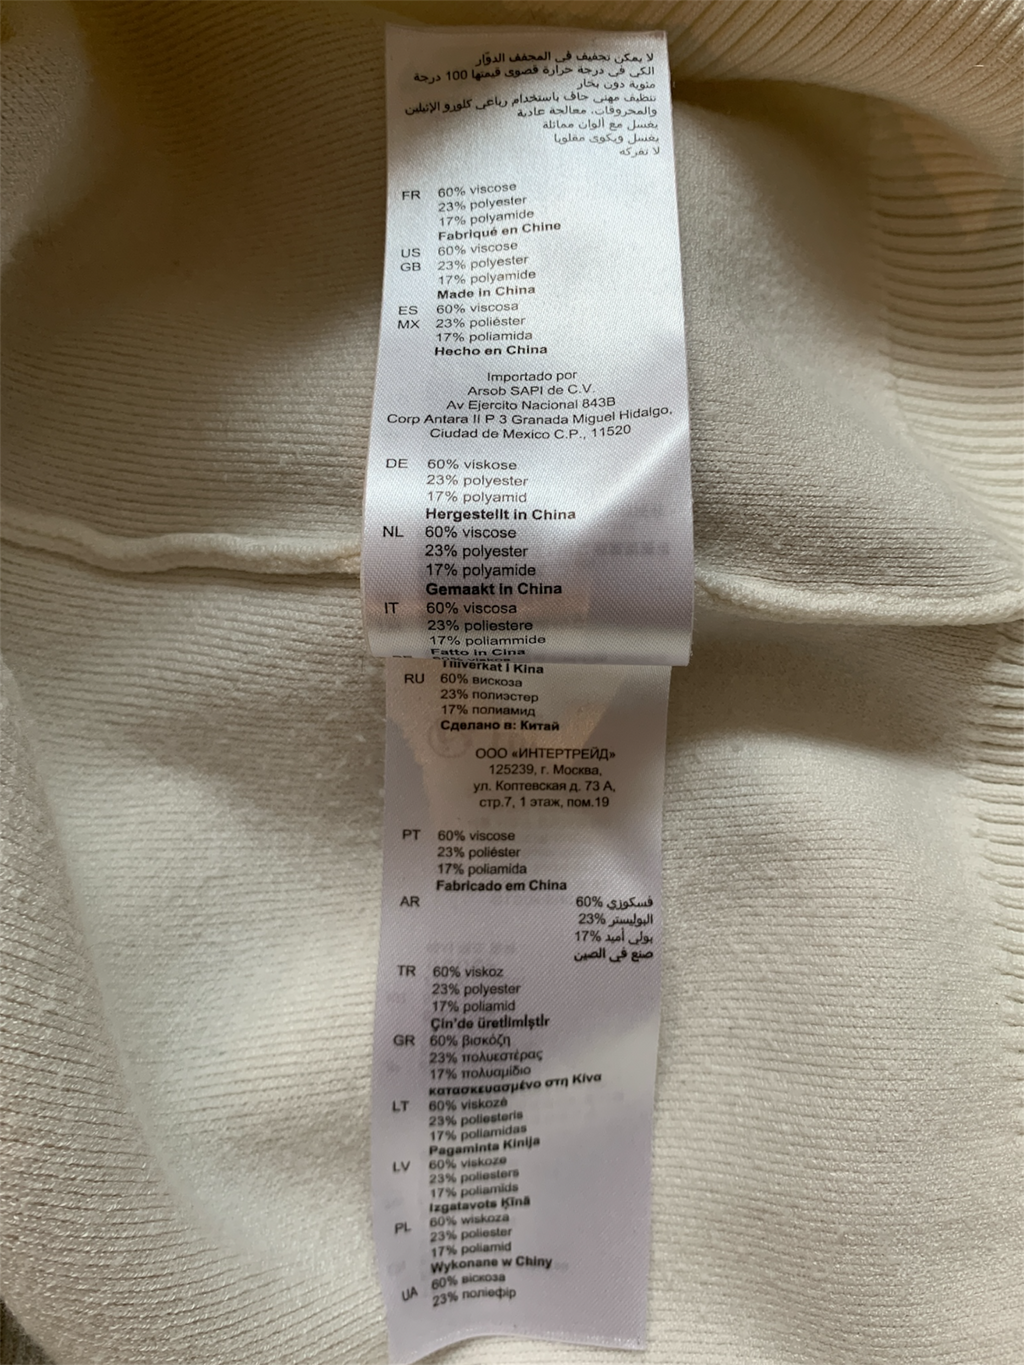 لا يمكن تجفيف في المجفف الدوّار
الكي في درجة حرارة قصوى قيمتها 100 درجة
مئوية دون بخار
تنظيف مهني جاف باستخدام رباعي كلورو الإثيلين
والمحروقات، معالجة عادية
يغسل مع ألوان مماثلة
يغسل ويكوى مقلوبا
لا تفركه
FR 60% viscose
23% polyester
17% polyamide
Fabriqué en Chine
US 60% viscose
GB 23% polyester
17% polyamide
Made in China
ES 60% viscosa
MX 23% poliéster
17% poliamida
Hecho en China
Importado por
Arsob SAPI de C.V.
Av Ejercito Nacional 843B
Corp Antara II P 3 Granada Miguel Hidalgo,
Ciudad de Mexico C.P., 11520
DE 60% viskose
23% polyester
17% polyamid
Hergestellt in China
NL 60% viscose
23% polyester
17% polyamide
Gemaakt in China
IT 60% viscosa
23% poliestere
17% poliammide
Fatto in Cina
Tillverkat i Kina
RU 60% вискоза
23% полиэстер
17% полиамид
Сделано в: Китай
ООО «ИНТЕРТРЕЙД»
125239, г. Москва,
ул. Коптевская д. 73 А,
стр.7, 1 этаж, пом.19
PT 60% viscose
23% poliéster
17% poliamida
Fabricado em China
AR فسكوزي 60%
البوليستر 23%
بولي أميد 17%
صنع في الصين
TR 60% viskoz
23% polyester
17% poliamid
Çin'de üretilmiştir
GR 60% βισκόζη
23% πολυεστέρας
17% πολυαμίδιο
κατασκευασμένο στη Κίνα
LT 60% viskozė
23% poliesteris
17% poliamidas
Pagaminta Kinija
LV 60% viskoze
23% poliesters
17% poliamids
Izgatavots Ķīnā
PL 60% wiskoza
23% poliester
17% poliamid
Wykonane w Chiny
UA 60% віскоза
23% поліефір